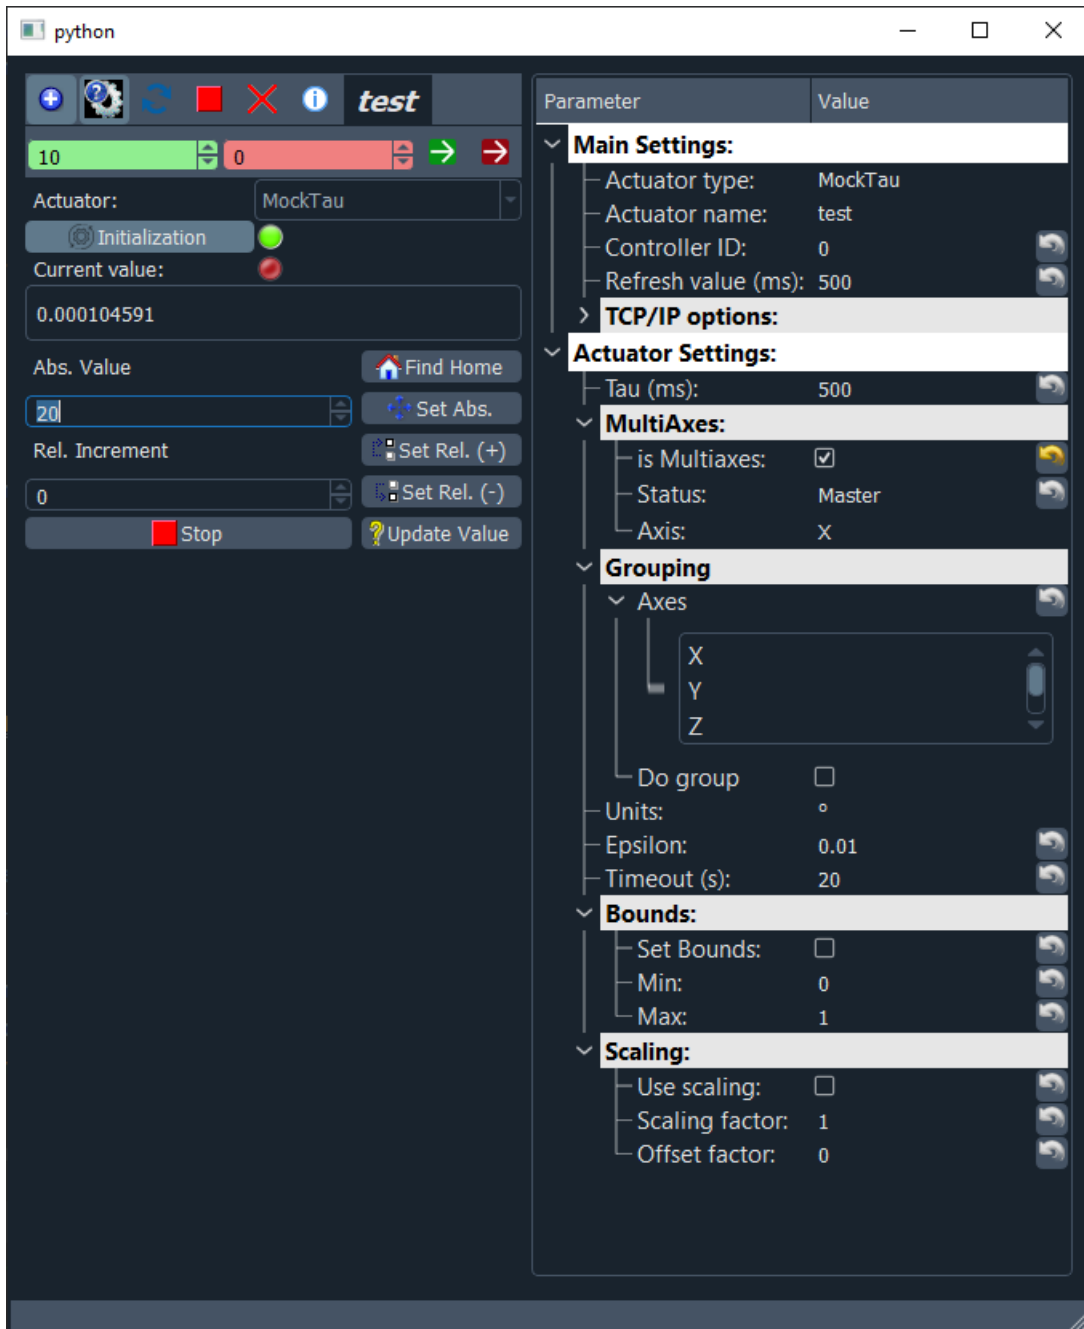 python
test
10
0
Actuator:
MockTau
Initialization
Current value:
0.000104591
Abs. Value
Find Home
20
Set Abs.
Rel. Increment
Set Rel. (+)
0
Set Rel. (-)
Stop
Update Value
Parameter
Value
Main Settings:
Actuator type:
MockTau
Actuator name:
test
Controller ID:
0
Refresh value (ms):
500
TCP/IP options:
Actuator Settings:
Tau (ms):
500
MultiAxes:
is Multiaxes:
Status:
Master
Axis:
X
Grouping
Axes
X
Y
Z
Do group
Units:
°
Epsilon:
0.01
Timeout (s):
20
Bounds:
Set Bounds:
Min:
0
Max:
1
Scaling:
Use scaling:
Scaling factor:
1
Offset factor:
0